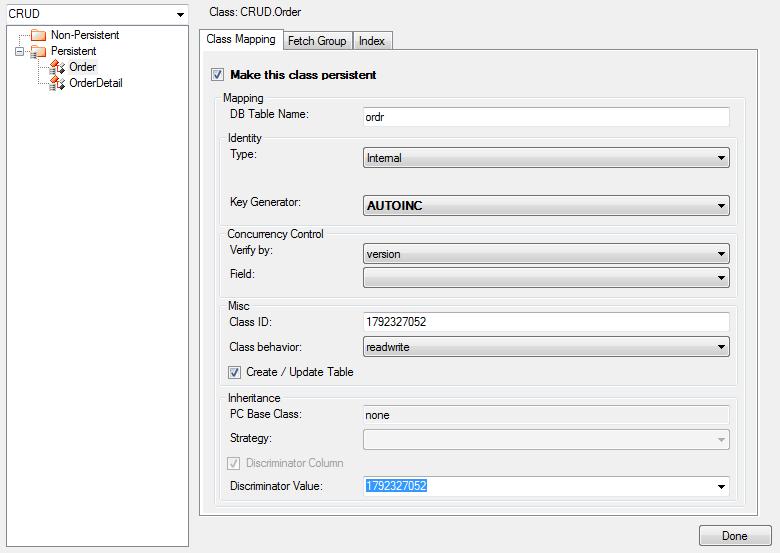 CRUD
Non-Persistent
Persistent
Order
OrderDetail
Class: CRUD.Order
Class Mapping Fetch Group Index
Make this class persistent
Mapping
DB Table Name: ordr
Identity
Type: Internal
Key Generator: AUTOINC
Concurrency Control
Verify by: version
Field:
Misc
Class ID: 1792327052
Class behavior: readwrite
Create / Update Table
Inheritance
PC Base Class: none
Strategy:
Discriminator Column
Discriminator Value: 1792327052
Done